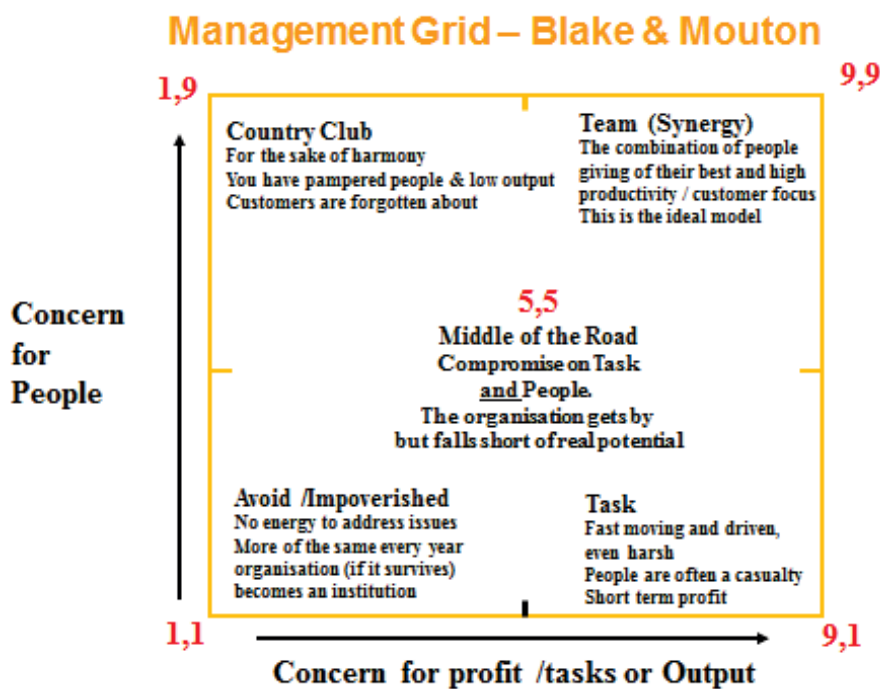 Management Grid – Blake & Mouton
1,9
9,9
Country Club
For the sake of harmony
You have pampered people & low output
Customers are forgotten about
Team (Synergy)
The combination of people
giving of their best and high
productivity / customer focus
This is the ideal model
Concern
for
People
5,5
Middle of the Road
Compromise on Task
and People.
The organisation gets by
but falls short of real potential
Avoid /Impoverished
No energy to address issues
More of the same every year
organisation (if it survives)
becomes an institution
Task
Fast moving and driven,
even harsh
People are often a casualty
Short term profit
1,1
9,1
Concern for profit /tasks or Output